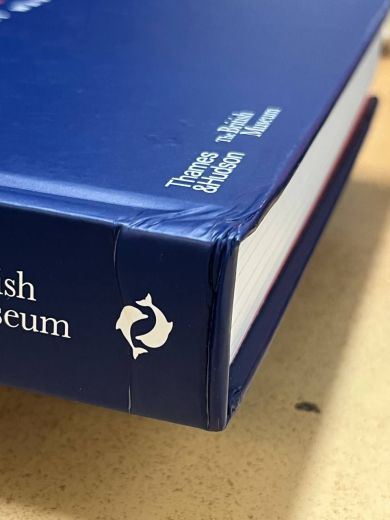 Thames
&Hudson
The British
Museum
ish
seum